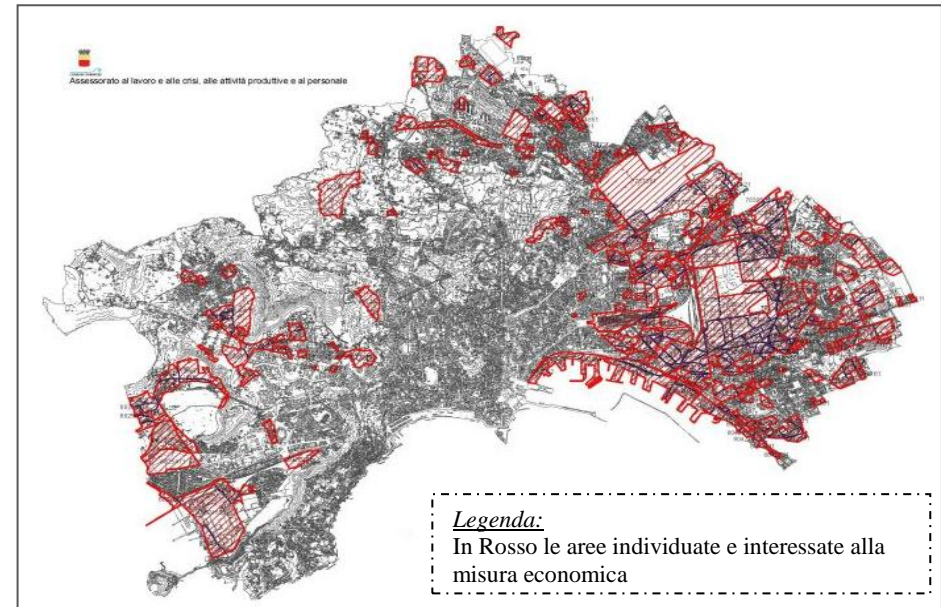 Assessorato al lavoro e alle crisi, alle attività produttive e al personale
Legenda:
In Rosso le aree individuate e interessate alla
misura economica